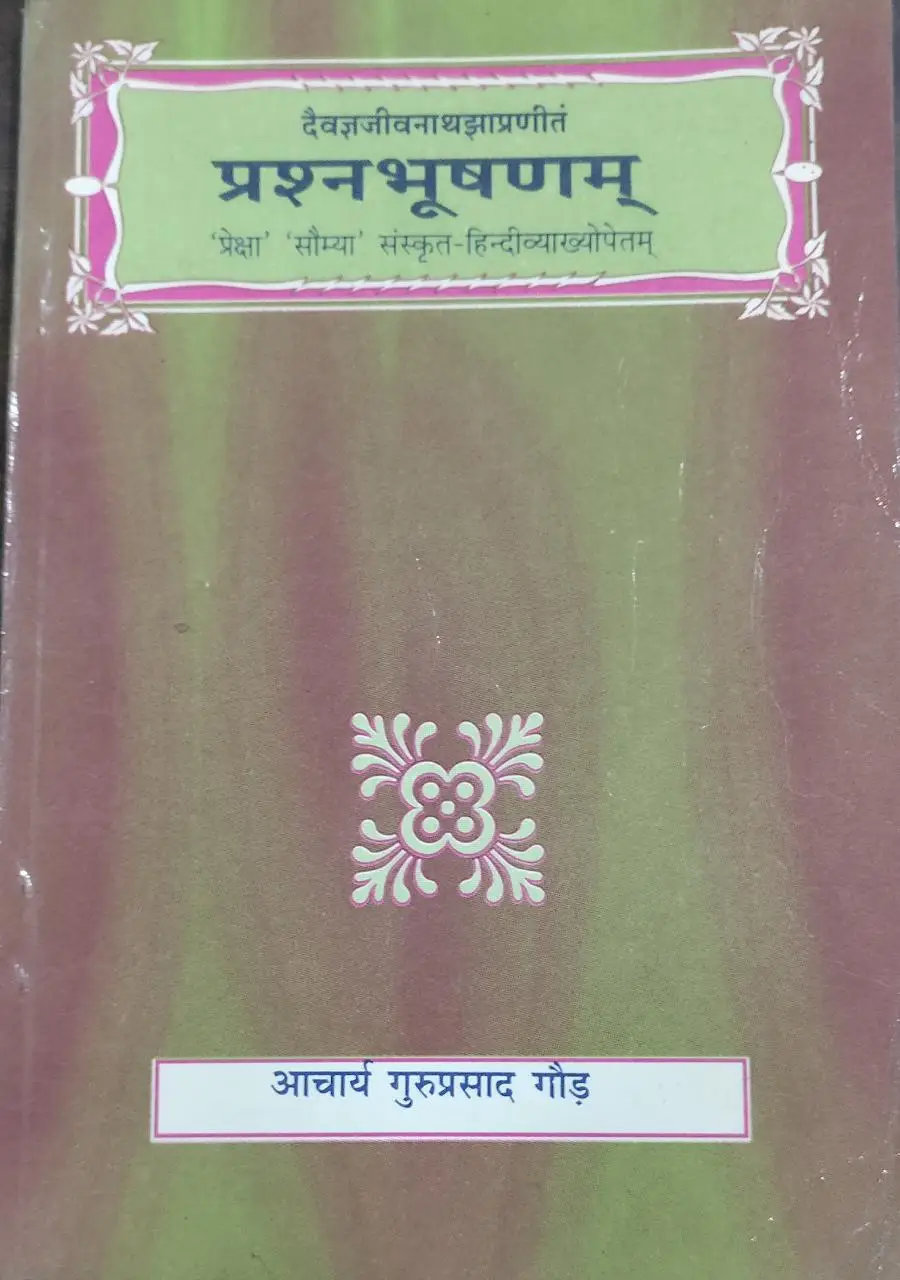 दैवज्ञजीवनाथझाप्रणीतं
प्रश्नभूषणम्
'प्रेक्षा' 'सौम्या' संस्कृत-हिन्दीव्याख्योपेतम्
आचार्य गुरुप्रसाद गौड़